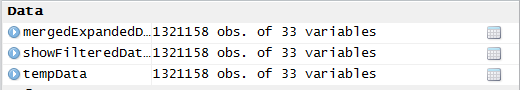 Data
mergedExpandedD… 1321158 obs. of 33 variables
showFilteredDat… 1321158 obs. of 33 variables
tempData 1321158 obs. of 33 variables